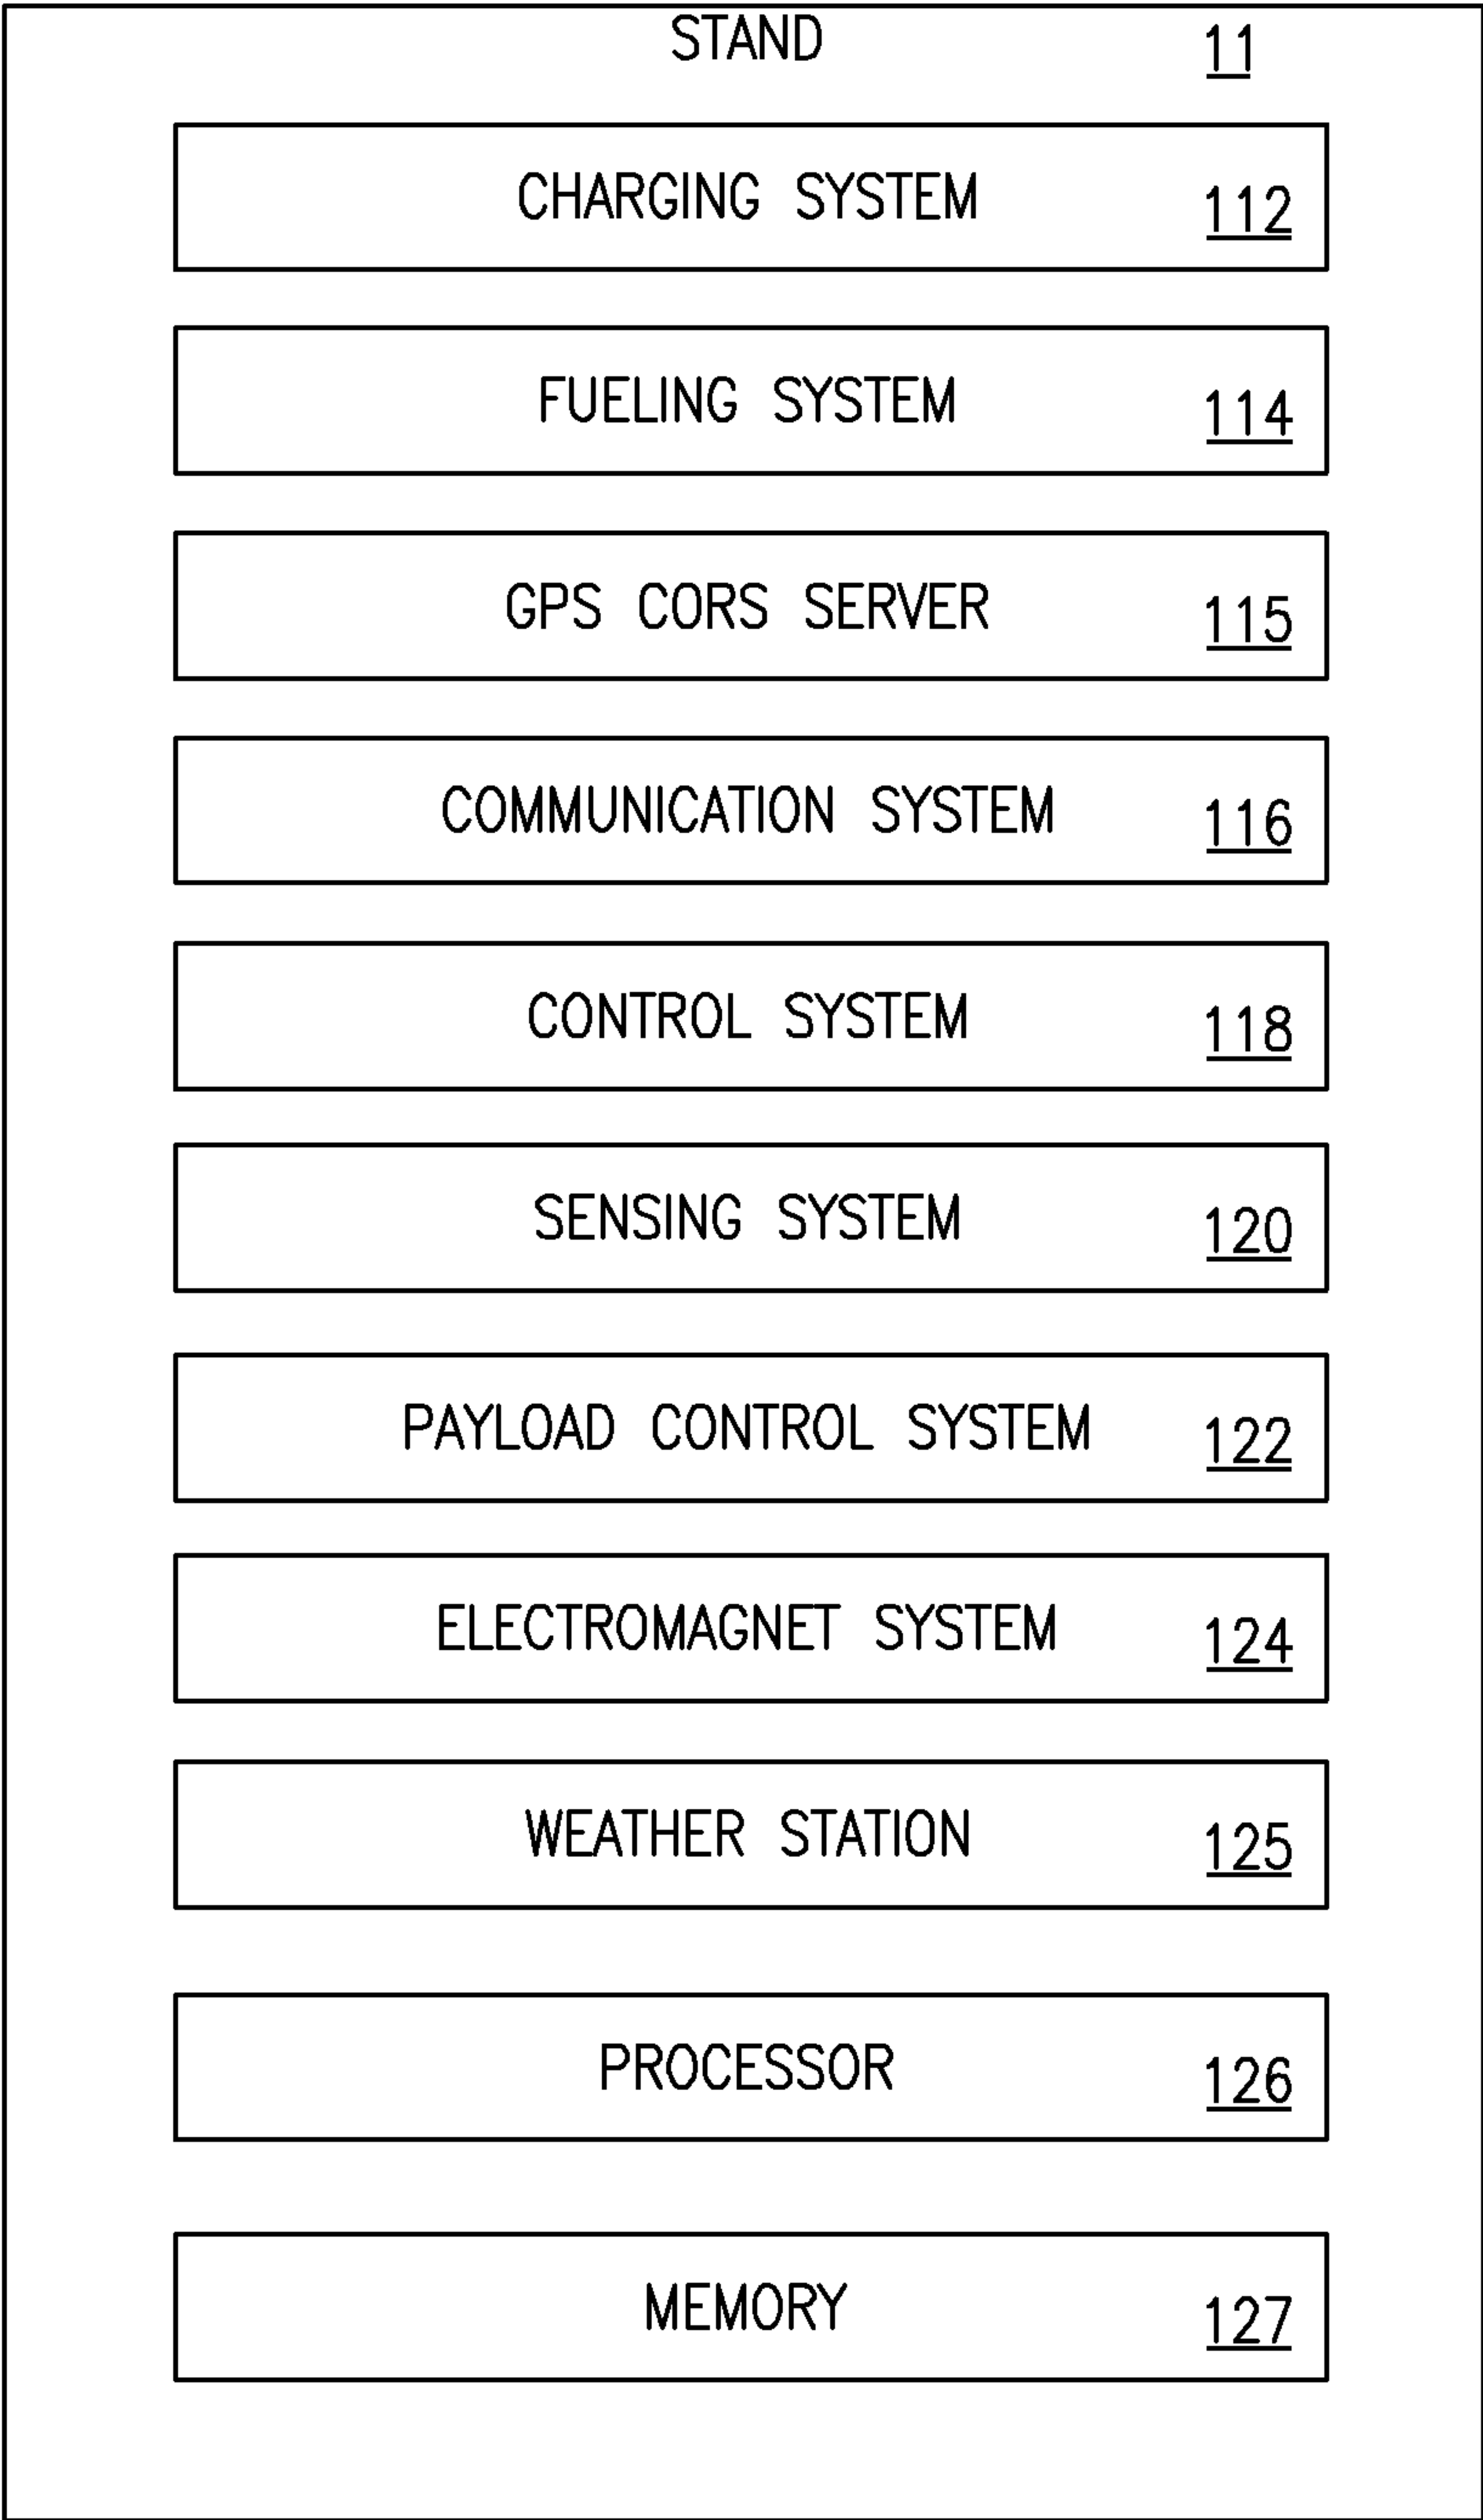 STAND 11
CHARGING SYSTEM 112
FUELING SYSTEM 114
GPS CORS SERVER 115
COMMUNICATION SYSTEM 116
CONTROL SYSTEM 118
SENSING SYSTEM 120
PAYLOAD CONTROL SYSTEM 122
ELECTROMAGNET SYSTEM 124
WEATHER STATION 125
PROCESSOR 126
MEMORY 127